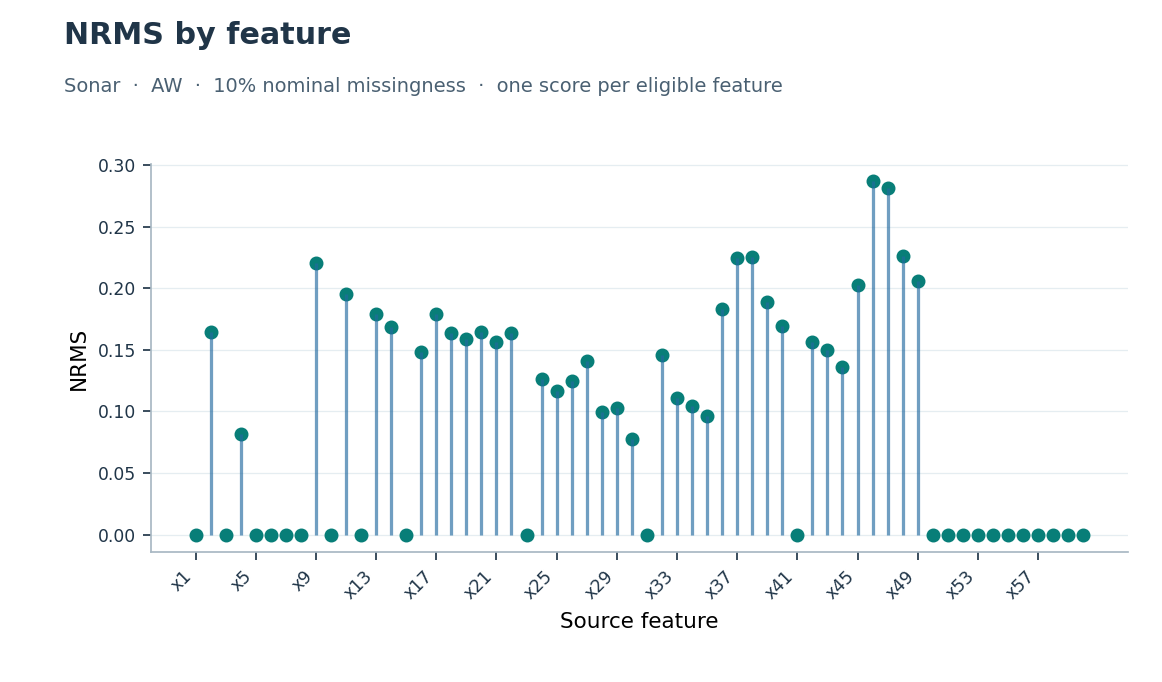 NRMS by feature
Sonar · AW · 10% nominal missingness · one score per eligible feature
0.30
0.25
0.20
0.15
0.10
0.05
0.00
NRMS
x1 x5 x9 x13 x17 x21 x25 x29 x33 x37 x41 x45 x49 x53 x57
Source feature